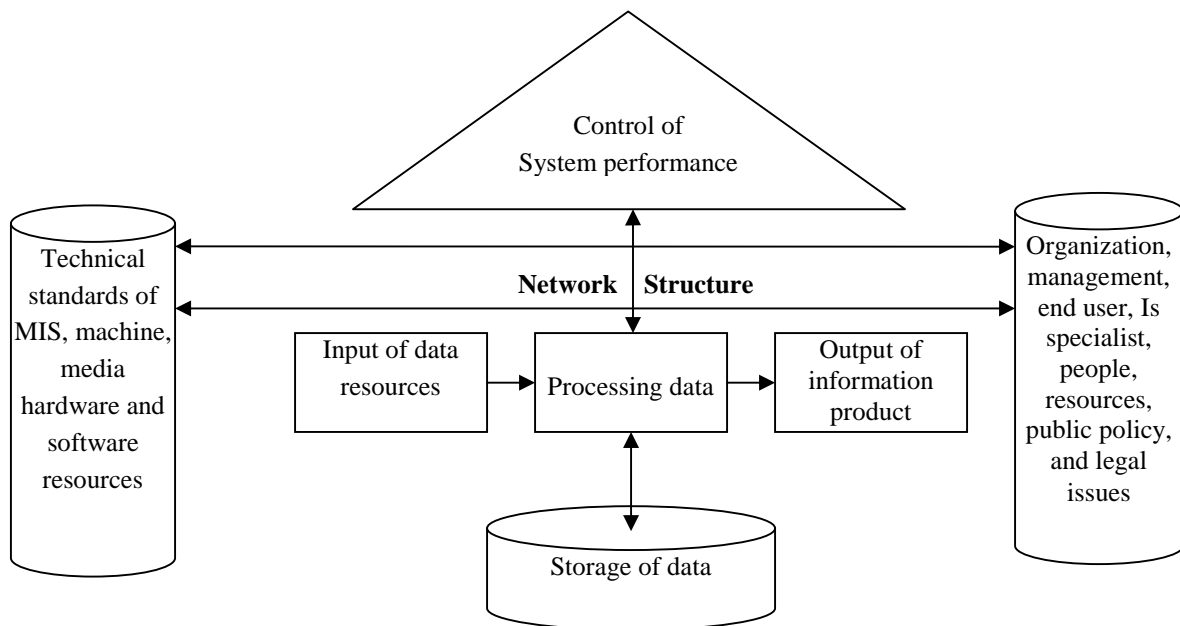 Control of
System performance
Technical
standards of
MIS, machine,
media
hardware and
software
resources
Network Structure
Input of data
resources
Processing data
Output of
information
product
Storage of data
Organization,
management,
end user, Is
specialist,
people,
resources,
public policy,
and legal
issues